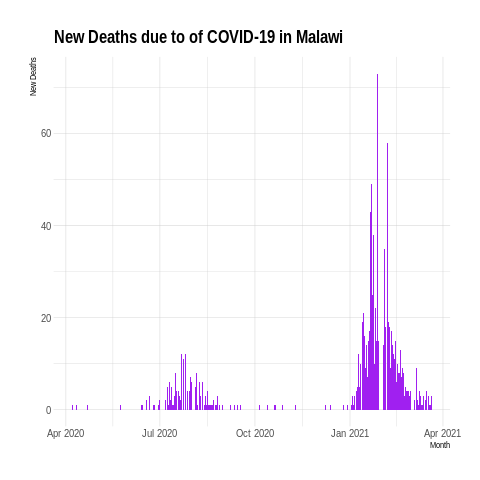 New Deaths due to of COVID-19 in Malawi
New Deaths
60
40
20
0
Apr 2020
Jul 2020
Oct 2020
Jan 2021
Apr 2021
Month